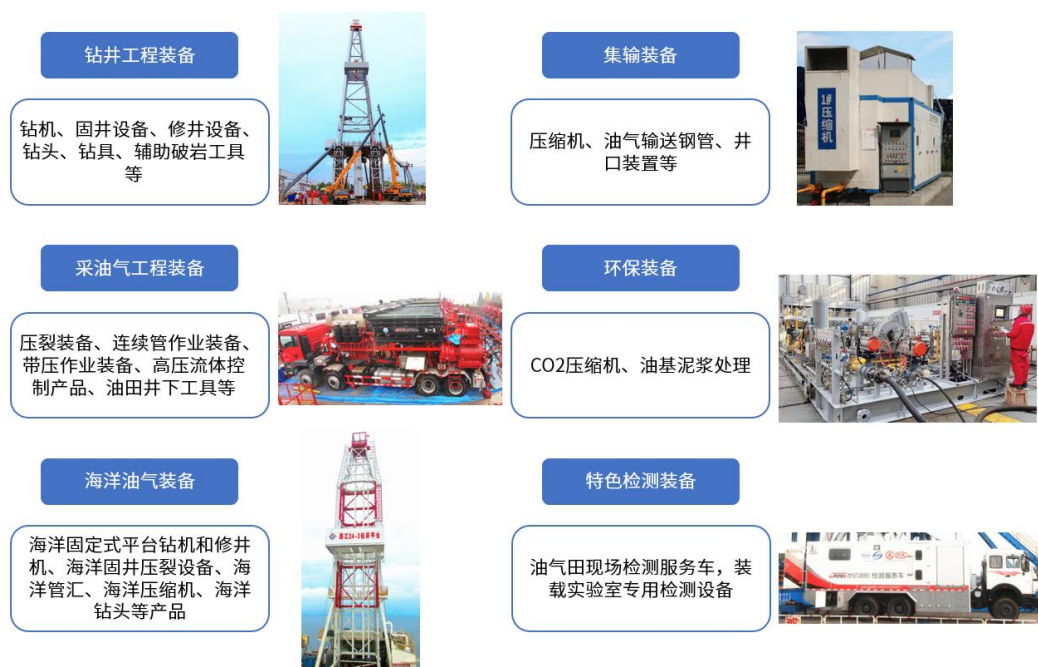 钻井工程装备
钻机、固井设备、修井设备、
钻头、钻具、辅助破岩工具
等
集输装备
压缩机、油气输送钢管、井
口装置等
1#压缩机
采油气工程装备
压裂装备、连续管作业装备、
带压作业装备、高压流体控
制产品、油田井下工具等
环保装备
CO2压缩机、油基泥浆处理
海洋油气装备
海洋固定式平台钻机和修井
机、海洋固井压裂设备、海
洋管汇、海洋压缩机、海洋
钻头等产品
特色检测装备
油气田现场检测服务车，装
载实验室专用检测设备
检测服务车